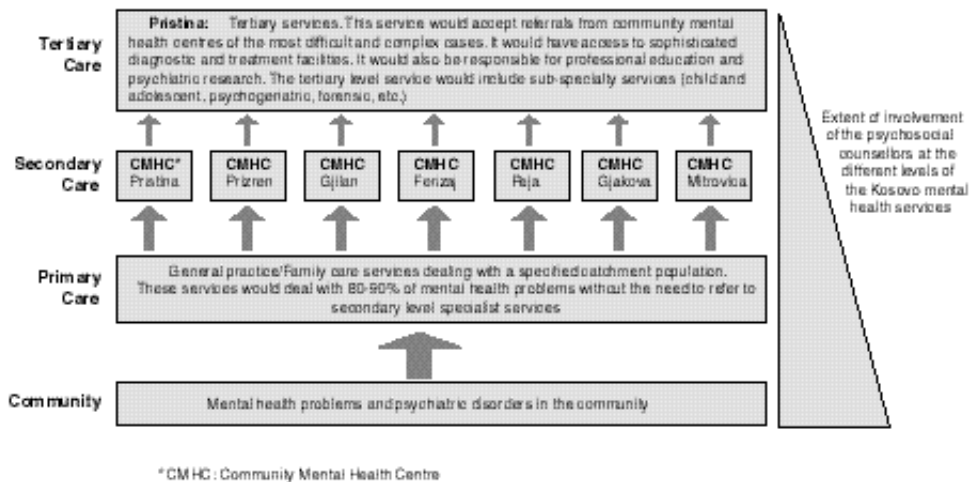 Tertiary Care
Pristina: Tertiary services. This service would accept referrals from community mental
health centres of the most difficult and complex cases. It would have access to sophisticated
diagnostic and treatment facilities. It would also be responsible for professional education and
psychiatric research. The tertiary level service would include sub-specialty services (child and
adolescent, psychogeriatric, forensic, etc.)
Secondary Care
CMHC*
Pristina
CMHC
Prizren
CMHC
Gjilan
CMHC
Ferizaj
CMHC
Peja
CMHC
Gjakova
CMHC
Mitrovica
Extent of involvement
of the psychosocial
counsellors at the
different levels of
the Kosovo mental
health services
Primary Care
General practice/Family care services dealing with a specified catchment population.
These services would deal with 80-90% of mental health problems without the need to refer to
secondary level specialist services
Community
Mental health problems and psychiatric disorders in the community
*CMHC: Community Mental Health Centre